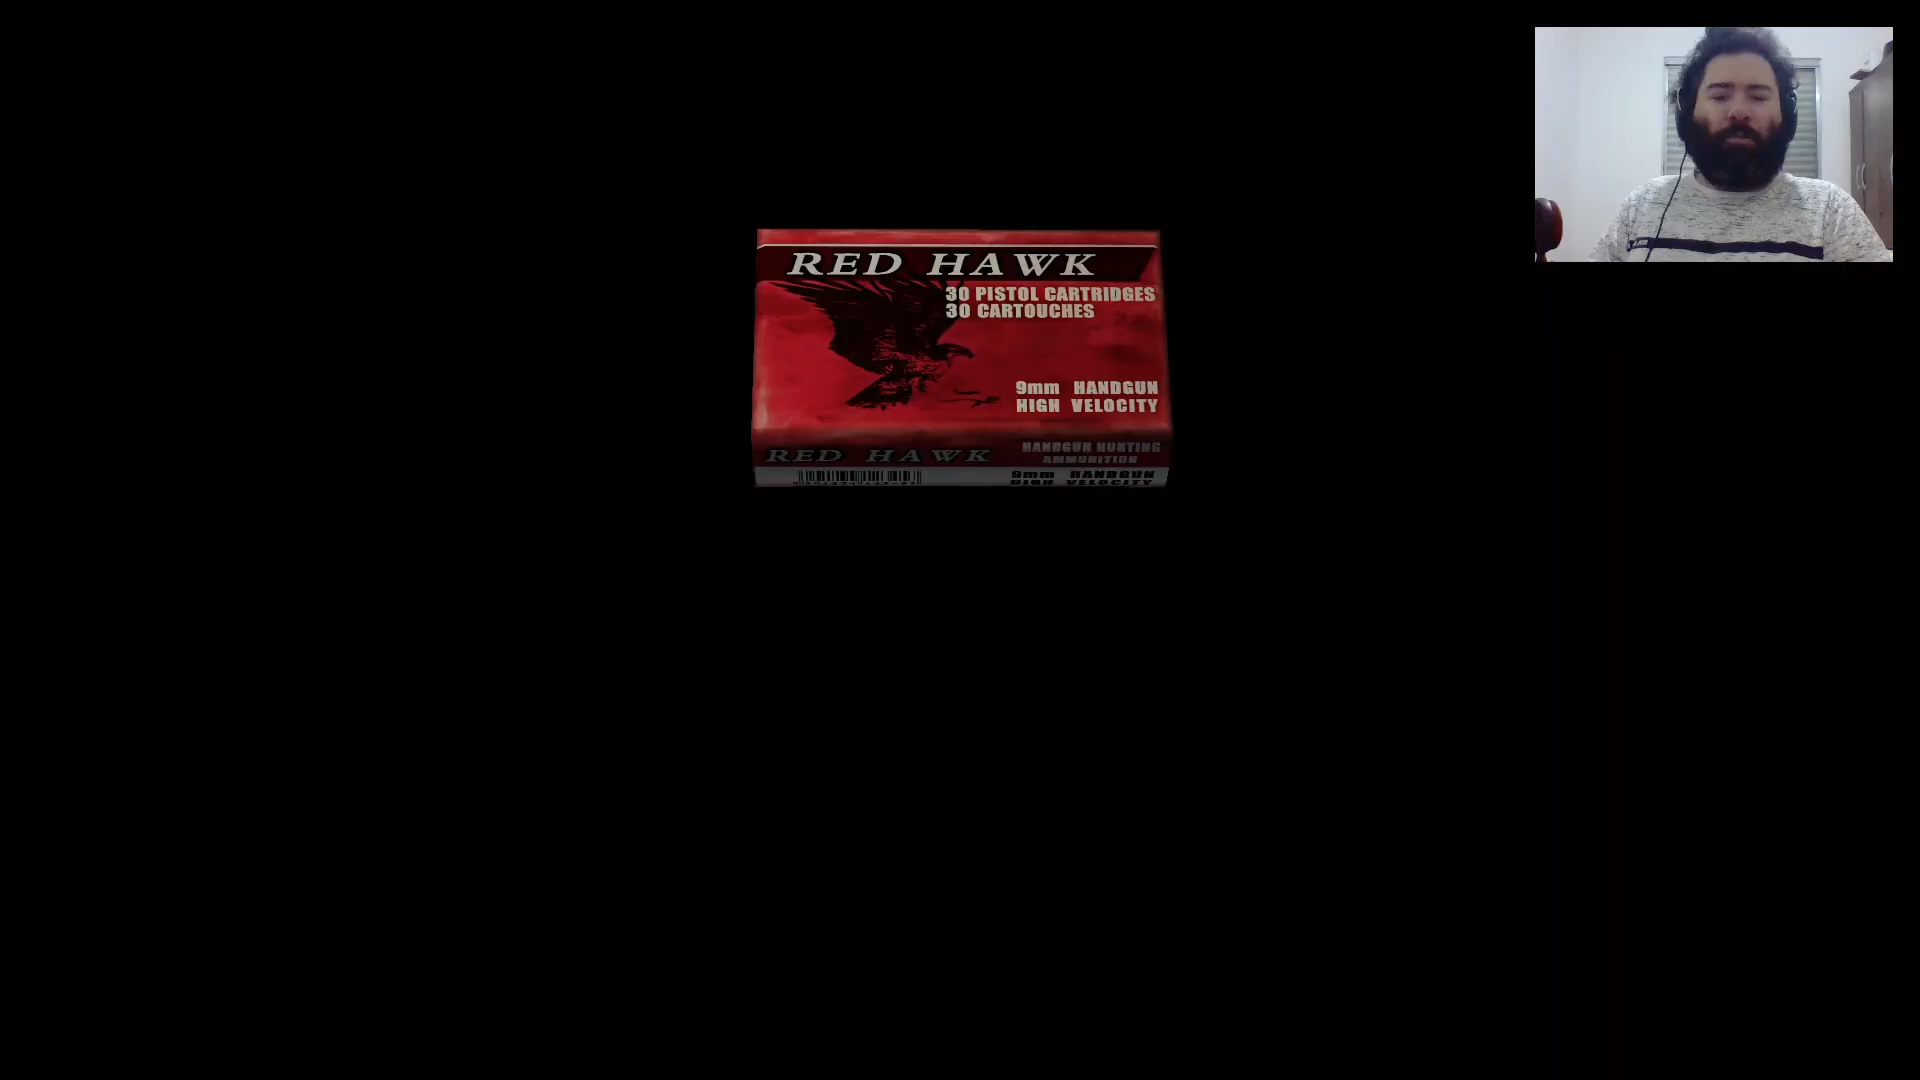 RED HAWK
30 PISTOL CARTRIDGES
30 CARTOUCHES
9mm HANDGUN
HIGH VELOCITY
RED HAWK
HANDGUN HUNTING
AMMUNITION
9mm HANDGUN
HIGH VELOCITY